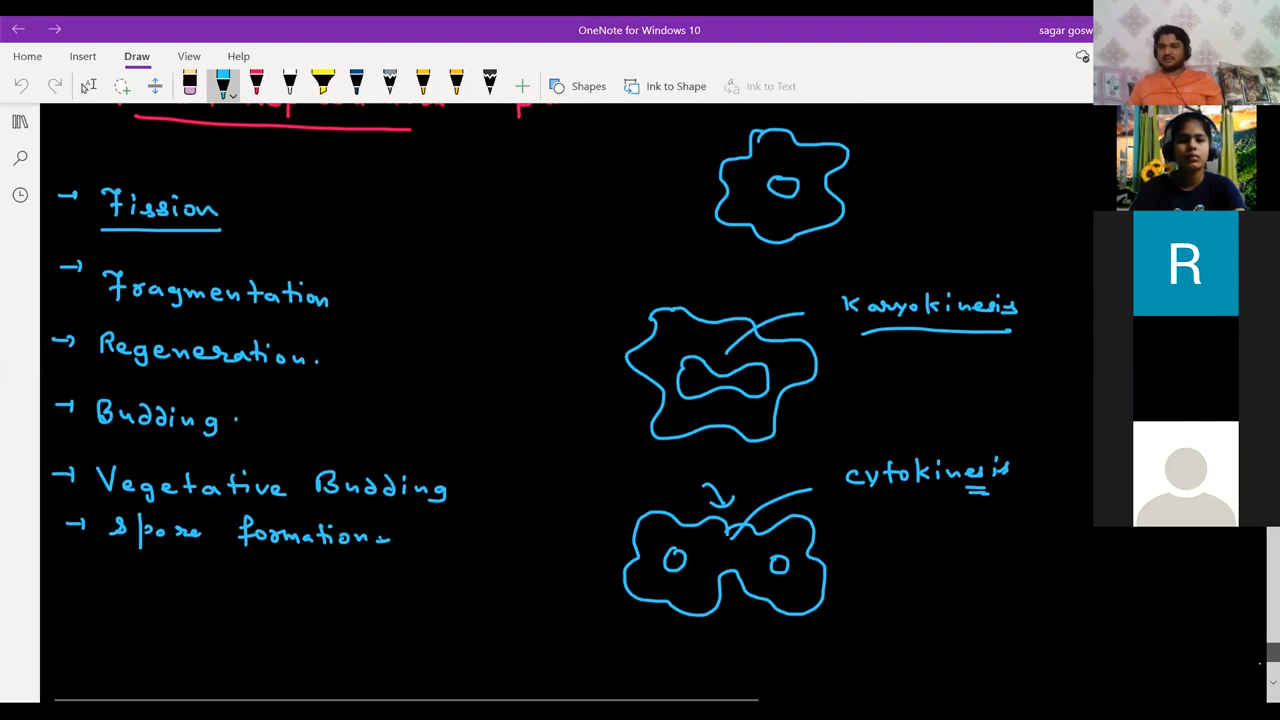 OneNote for Windows 10
sagar gosw
Home Insert Draw View Help
Shapes Ink to Shape Ink to Text
→ Fission
→ Fragmentation
→ Regeneration.
→ Budding.
→ Vegetative Budding
→ Spore formation.
Karyokinesis
cytokinesis
R